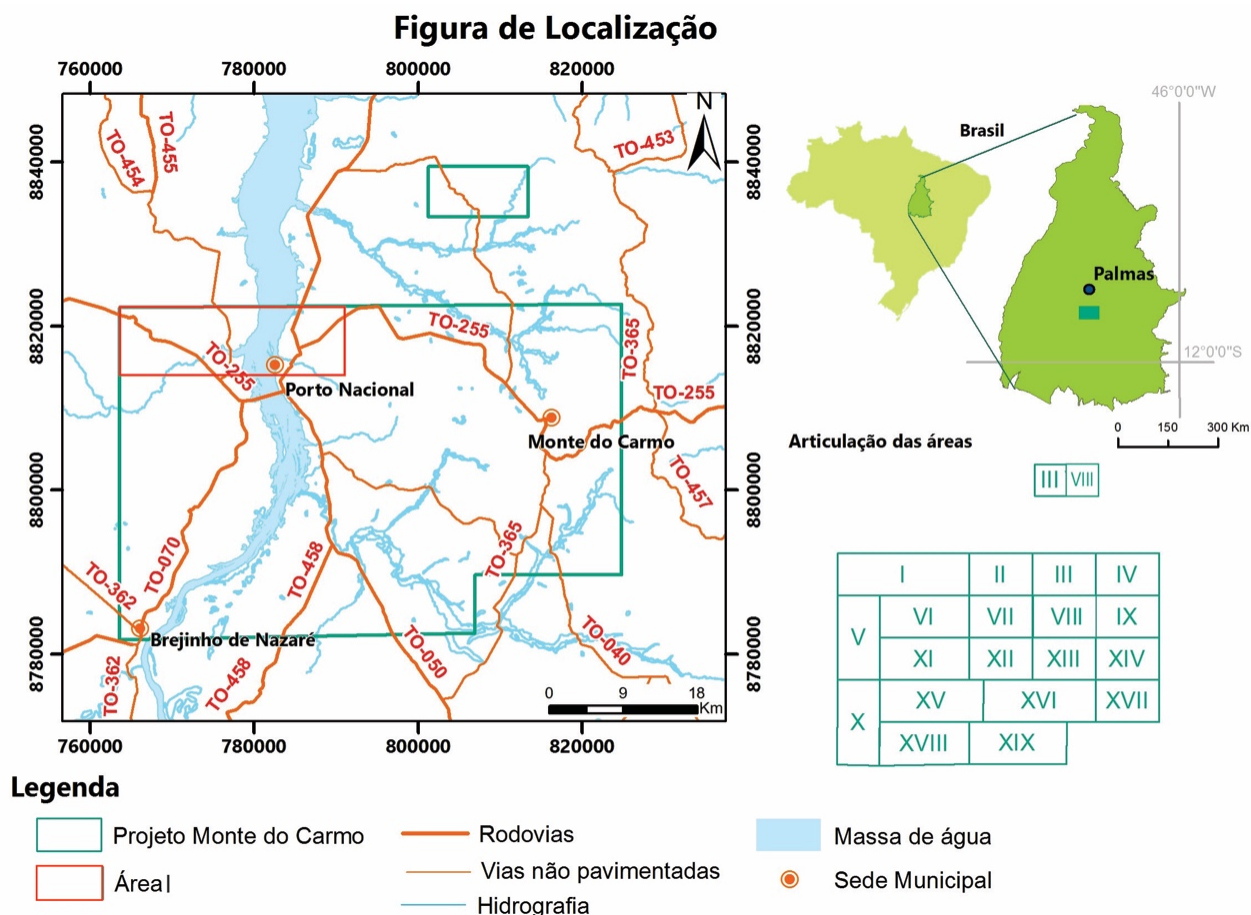 Figura de Localização
760000 780000 800000 820000
8840000
8820000
8800000
8780000
N
TO-454
TO-455
TO-453
TO-255
TO-365
TO-255
Porto Nacional
TO-255
Monte do Carmo
TO-457
TO-365
TO-070
TO-458
TO-362
Brejinho de Nazaré
TO-362
TO-458
TO-050
TO-040
0 9 18
Km
8840000
8820000
8800000
8780000
760000 780000 800000 820000
46°0'0"W
Brasil
Palmas
12°0'0"S
0 150 300 Km
Articulação das áreas
III VIII
I II III IV
V VI VII VIII IX
XI XII XIII XIV
X XV XVI XVII
XVIII XIX
Legenda
Projeto Monte do Carmo
Área I
Rodovias
Vias não pavimentadas
Hidrografia
Massa de água
Sede Municipal